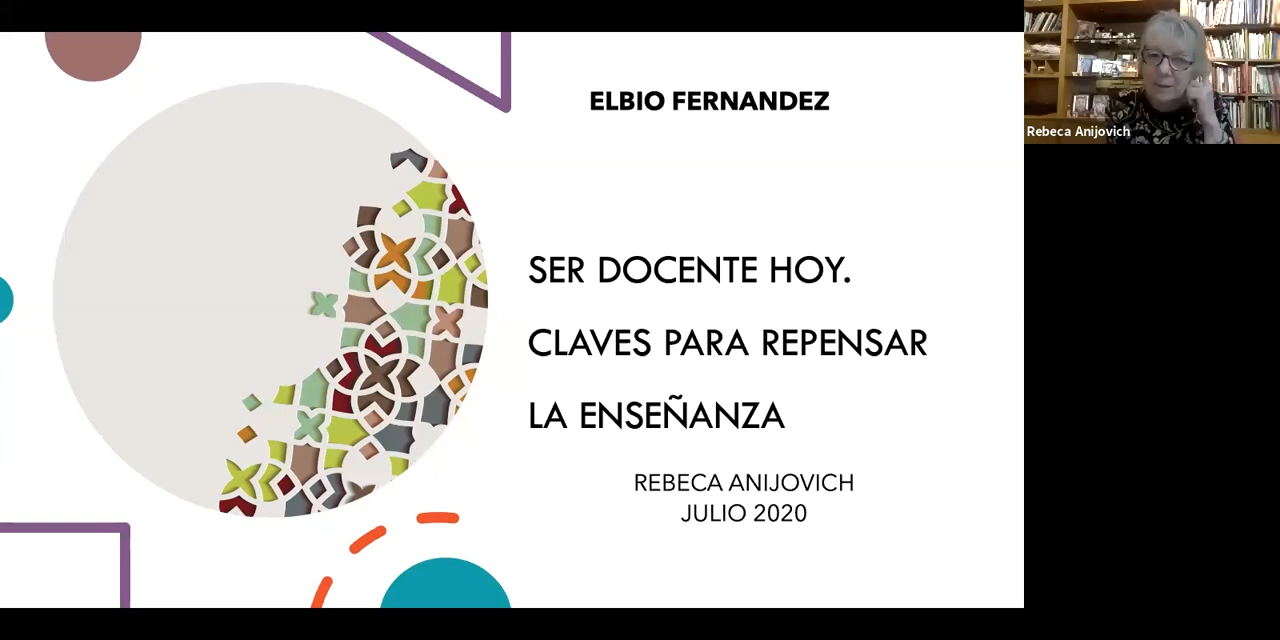 ELBIO FERNANDEZ
Rebeca Anijovich
SER DOCENTE HOY.
CLAVES PARA REPENSAR
LA ENSEÑANZA
REBECA ANIJOVICH
JULIO 2020